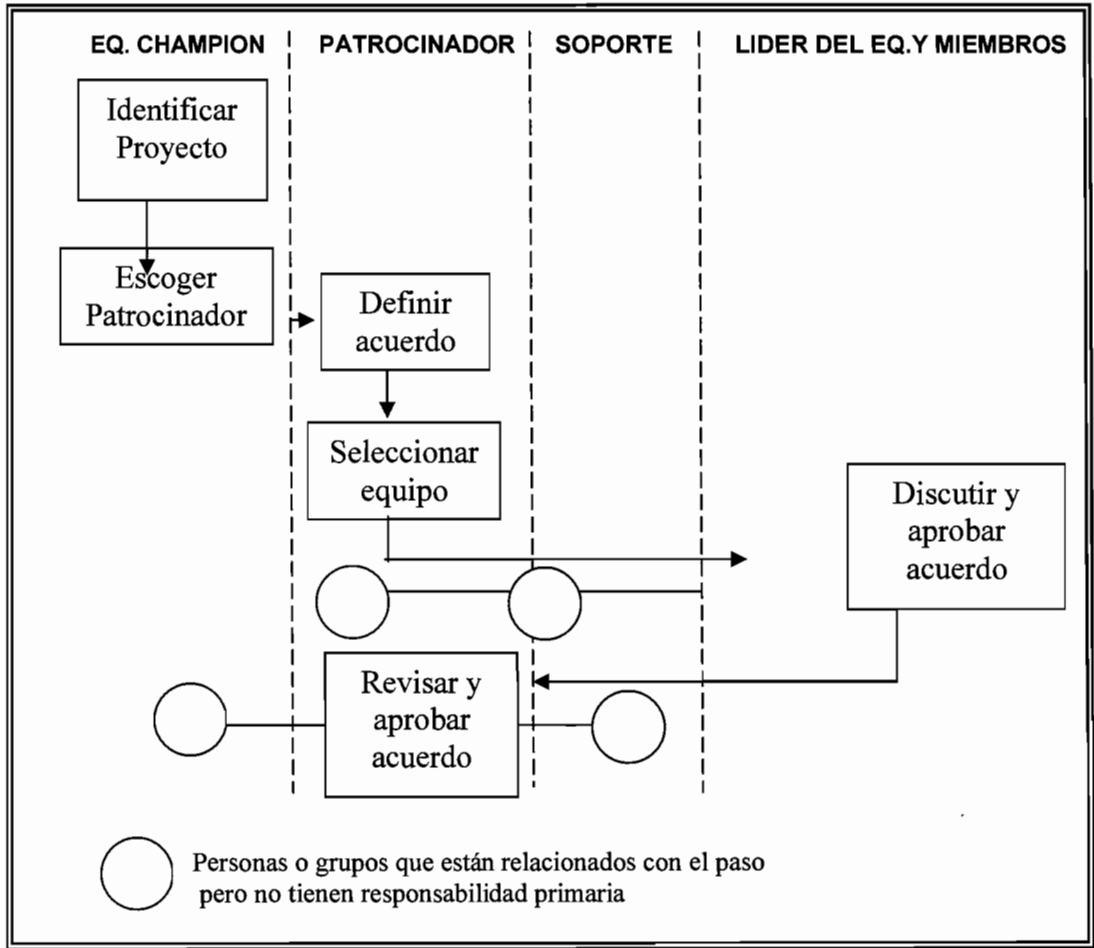 EQ. CHAMPION PATROCINADOR SOPORTE LIDER DEL EQ.Y MIEMBROS
Identificar
Proyecto
Escoger
Patrocinador
Definir
acuerdo
Seleccionar
equipo
Discutir y
aprobar
acuerdo
Revisar y
aprobar
acuerdo
Personas o grupos que están relacionados con el paso
pero no tienen responsabilidad primaria